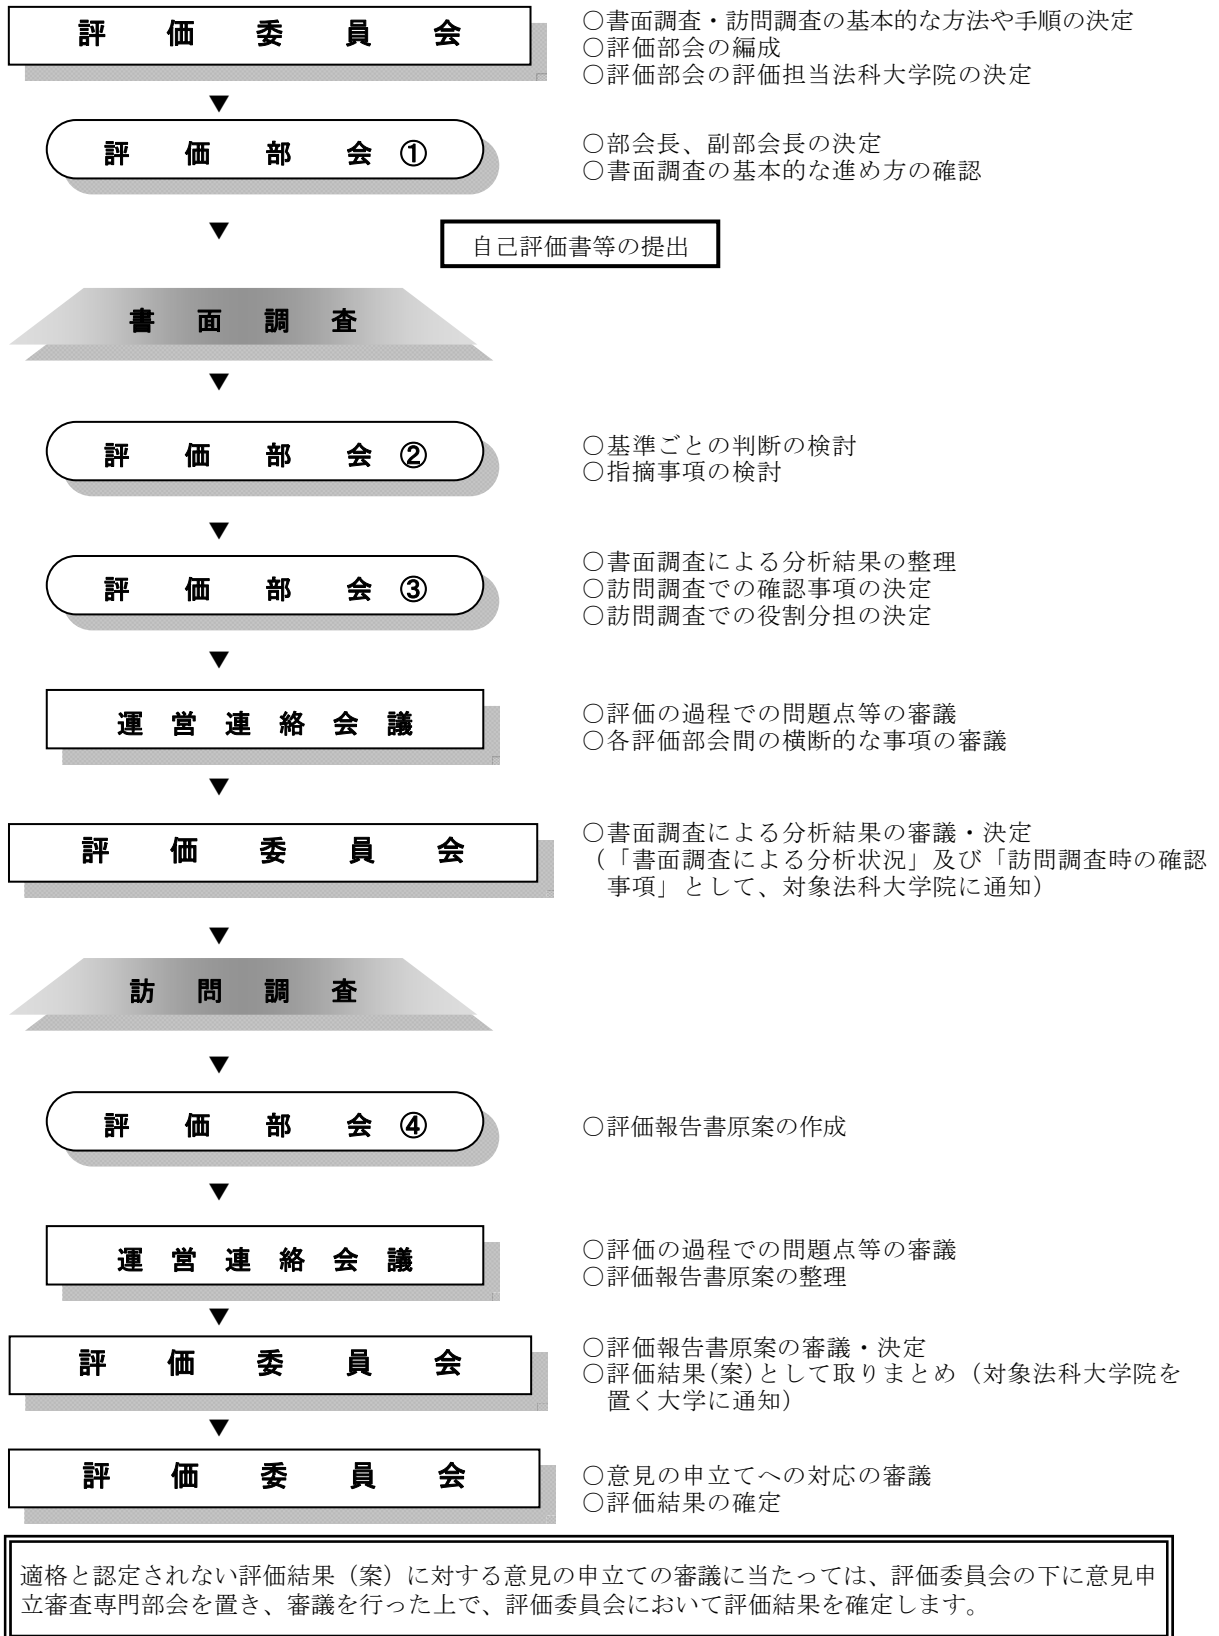 評価委員会
○書面調査・訪問調査の基本的な方法や手順の決定
○評価部会の編成
○評価部会の評価担当法科大学院の決定
▼
評価部会①
○部会長、副部会長の決定
○書面調査の基本的な進め方の確認
▼
自己評価書等の提出
書面調査
▼
評価部会②
○基準ごとの判断の検討
○指摘事項の検討
▼
評価部会③
○書面調査による分析結果の整理
○訪問調査での確認事項の決定
○訪問調査での役割分担の決定
▼
運営連絡会議
○評価の過程での問題点等の審議
○各評価部会間の横断的な事項の審議
▼
評価委員会
○書面調査による分析結果の審議・決定
（「書面調査による分析状況」及び「訪問調査時の確認
事項」として、対象法科大学院に通知）
▼
訪問調査
▼
評価部会④
○評価報告書原案の作成
▼
運営連絡会議
○評価の過程での問題点等の審議
○評価報告書原案の整理
▼
評価委員会
○評価報告書原案の審議・決定
○評価結果(案)として取りまとめ（対象法科大学院を
置く大学に通知）
▼
評価委員会
○意見の申立てへの対応の審議
○評価結果の確定
適格と認定されない評価結果（案）に対する意見の申立ての審議に当たっては、評価委員会の下に意見申
立審査専門部会を置き、審議を行った上で、評価委員会において評価結果を確定します。